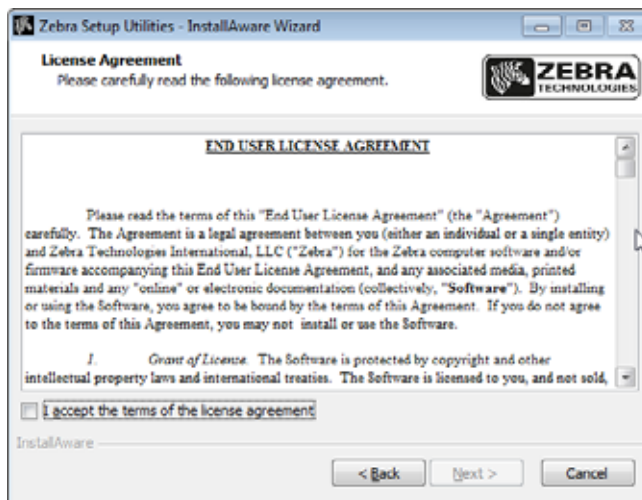 Zebra Setup Utilities - InstallAware Wizard
License Agreement
Please carefully read the following license agreement.
ZEBRA
TECHNOLOGIES
END USER LICENSE AGREEMENT
Please read the terms of this "End User License Agreement" (the "Agreement")
carefully. The Agreement is a legal agreement between you (either an individual or a single entity)
and Zebra Technologies International, LLC ("Zebra") for the Zebra computer software and/or
firmware accompanying this End User License Agreement, and any associated media, printed
materials and any "online" or electronic documentation (collectively, "Software"). By installing
or using the Software, you agree to be bound by the terms of this Agreement. If you do not agree
to the terms of this Agreement, you may not install or use the Software.
1. Grant of License. The Software is protected by copyright and other
intellectual property laws and international treaties. The Software is licensed to you, and not sold,
I accept the terms of the license agreement
InstallAware
< Back Next > Cancel